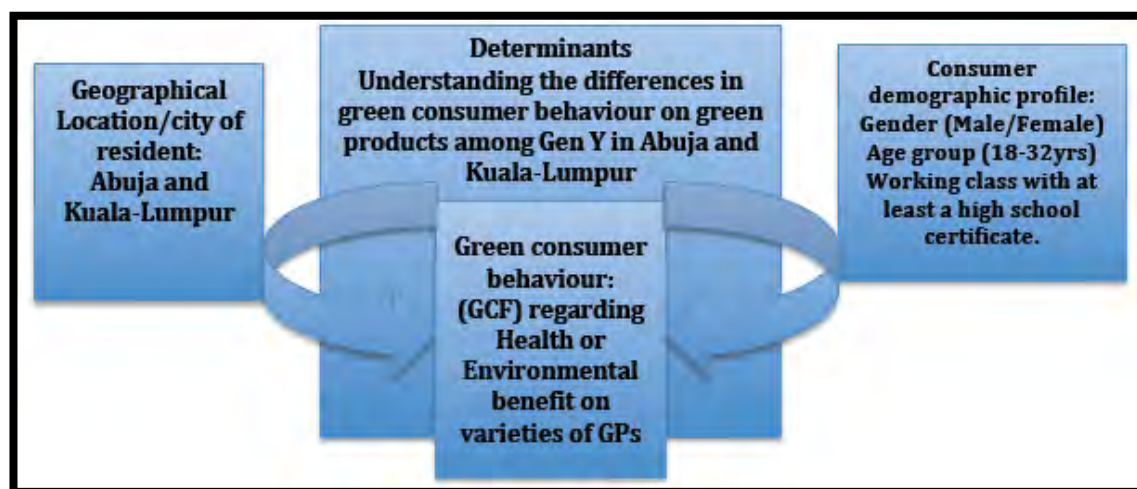 Geographical
Location/city of
resident:
Abuja and
Kuala-Lumpur
Determinants
Understanding the differences in
green consumer behaviour on green
products among Gen Y in Abuja and
Kuala-Lumpur
Green consumer
behaviour:
(GCF) regarding
Health or
Environmental
benefit on
varieties of GPs
Consumer
demographic profile:
Gender (Male/Female)
Age group (18-32yrs)
Working class with at
least a high school
certificate.